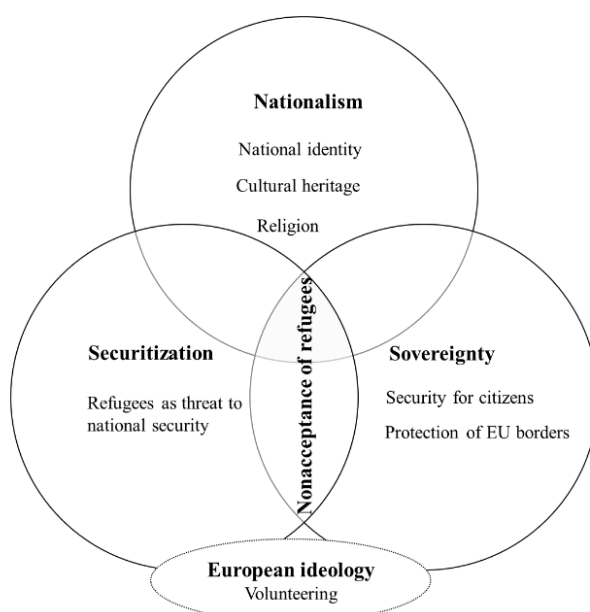 Nationalism
National identity
Cultural heritage
Religion
Nonacceptance of refugees
Securitization
Refugees as threat to
national security
Sovereignty
Security for citizens
Protection of EU borders
European ideology
Volunteering